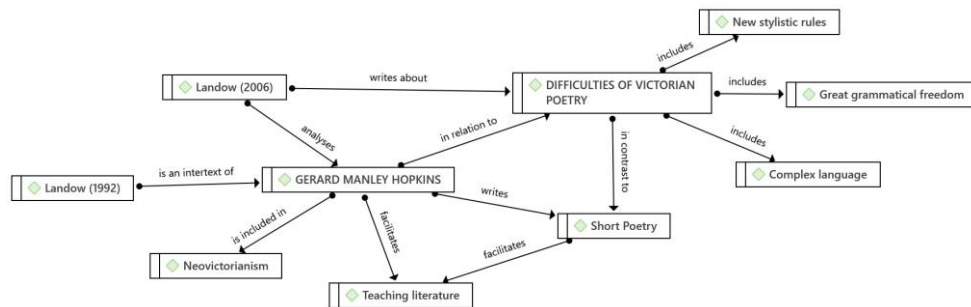 New stylistic rules
includes
Landow (2006)
writes about
DIFFICULTIES OF VICTORIAN
POETRY
includes
Great grammatical freedom
analyses
in relation to
in contrast to
includes
Landow (1992)
is an intertext of
GERARD MANLEY HOPKINS
Complex language
writes
is included in
facilitates
Short Poetry
facilitates
Neovictorianism
Teaching literature